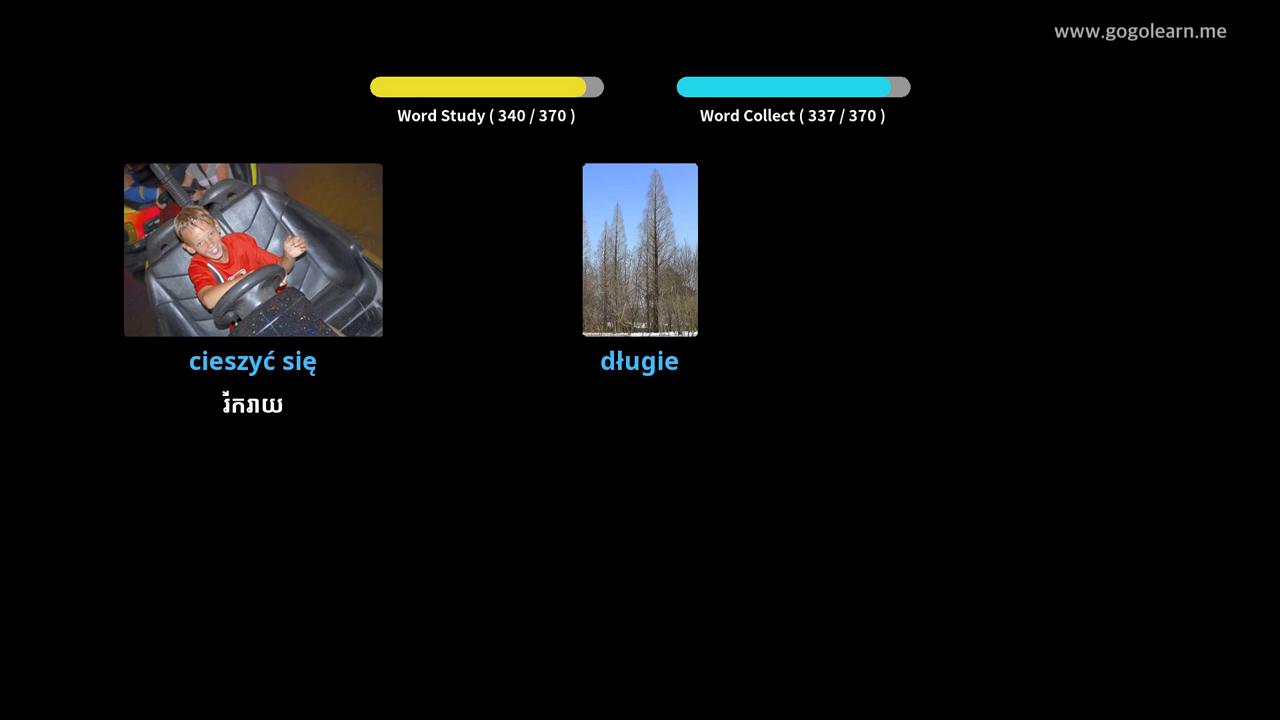 www.gogolearn.me
Word Study ( 340 / 370 )
Word Collect ( 337 / 370 )
cieszyć się
długie
រីករាយ